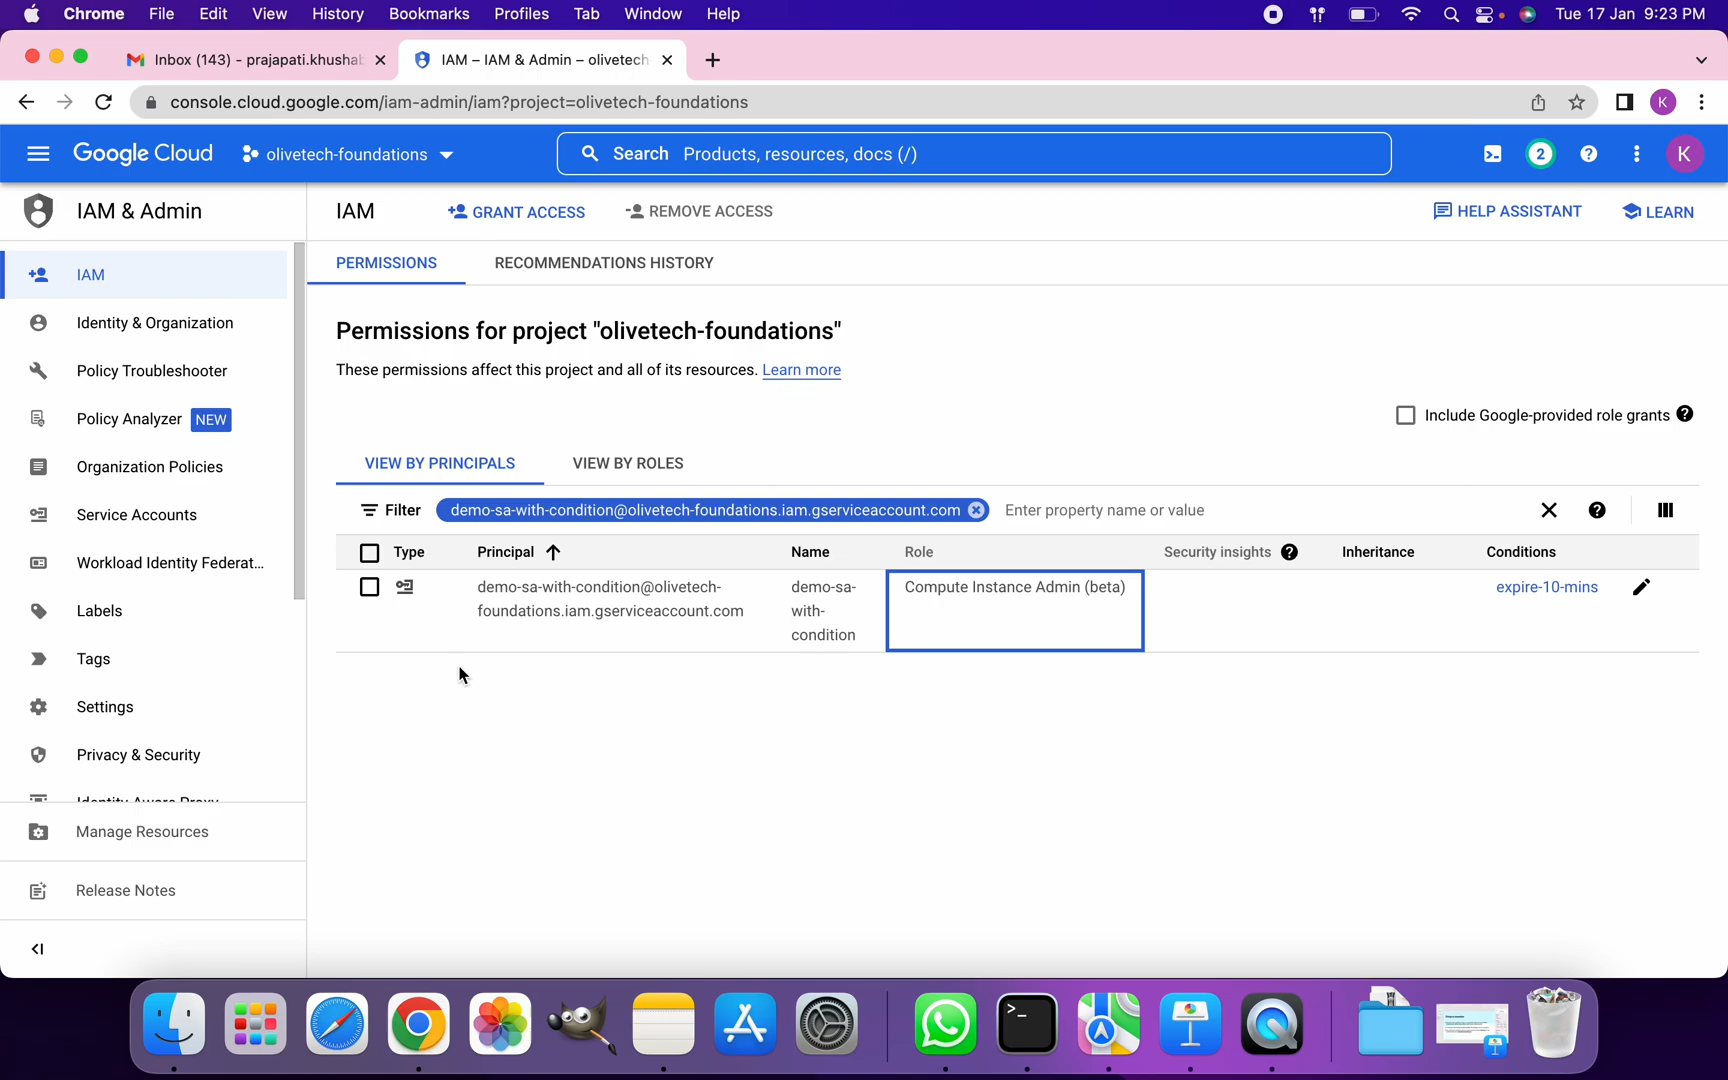 Chrome File Edit View History Bookmarks Profiles Tab Window Help Tue 17 Jan 9:23 PM
Inbox (143) - prajapati.khushal IAM – IAM & Admin – olivetech-
console.cloud.google.com/iam-admin/iam?project=olivetech-foundations K
Google Cloud olivetech-foundations Search Products, resources, docs (/) 2 K
IAM & Admin IAM GRANT ACCESS REMOVE ACCESS HELP ASSISTANT LEARN
IAM
Identity & Organization
Policy Troubleshooter
Policy Analyzer NEW
Organization Policies
Service Accounts
Workload Identity Federat...
Labels
Tags
Settings
Privacy & Security
Identity-Aware Proxy
Manage Resources
Release Notes
PERMISSIONS RECOMMENDATIONS HISTORY
Permissions for project "olivetech-foundations"
These permissions affect this project and all of its resources. Learn more
Include Google-provided role grants
VIEW BY PRINCIPALS VIEW BY ROLES
Filter demo-sa-with-condition@olivetech-foundations.iam.gserviceaccount.com Enter property name or value
Type Principal Name Role Security insights Inheritance Conditions
demo-sa-with-condition@olivetech- demo-sa- Compute Instance Admin (beta) expire-10-mins
foundations.iam.gserviceaccount.com with-
condition